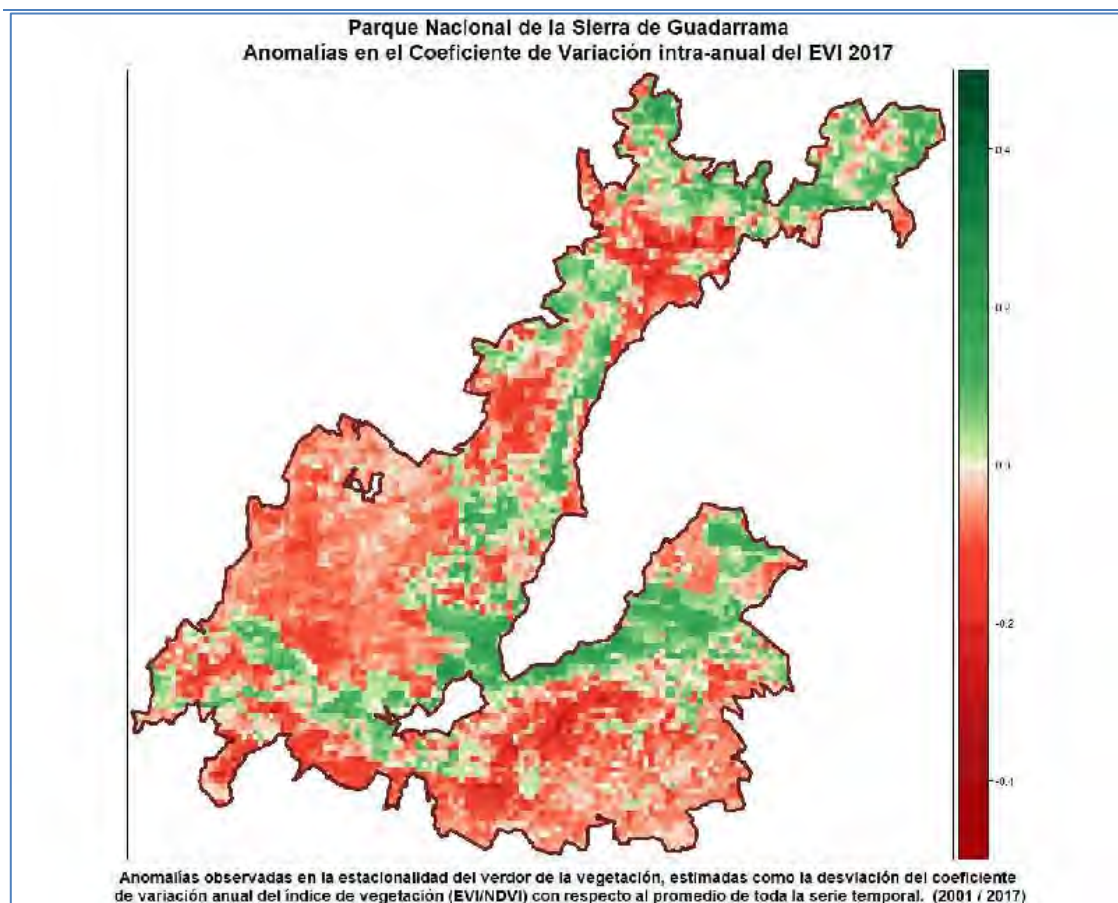 Parque Nacional de la Sierra de Guadarrama
Anomalías en el Coeficiente de Variación intra-anual del EVI 2017
0.4
0.2
0.0
-0.2
-0.4
Anomalías observadas en la estacionalidad del verdor de la vegetación, estimadas como la desviación del coeficiente
de variación anual del índice de vegetación (EVI/NDVI) con respecto al promedio de toda la serie temporal. (2001 / 2017)